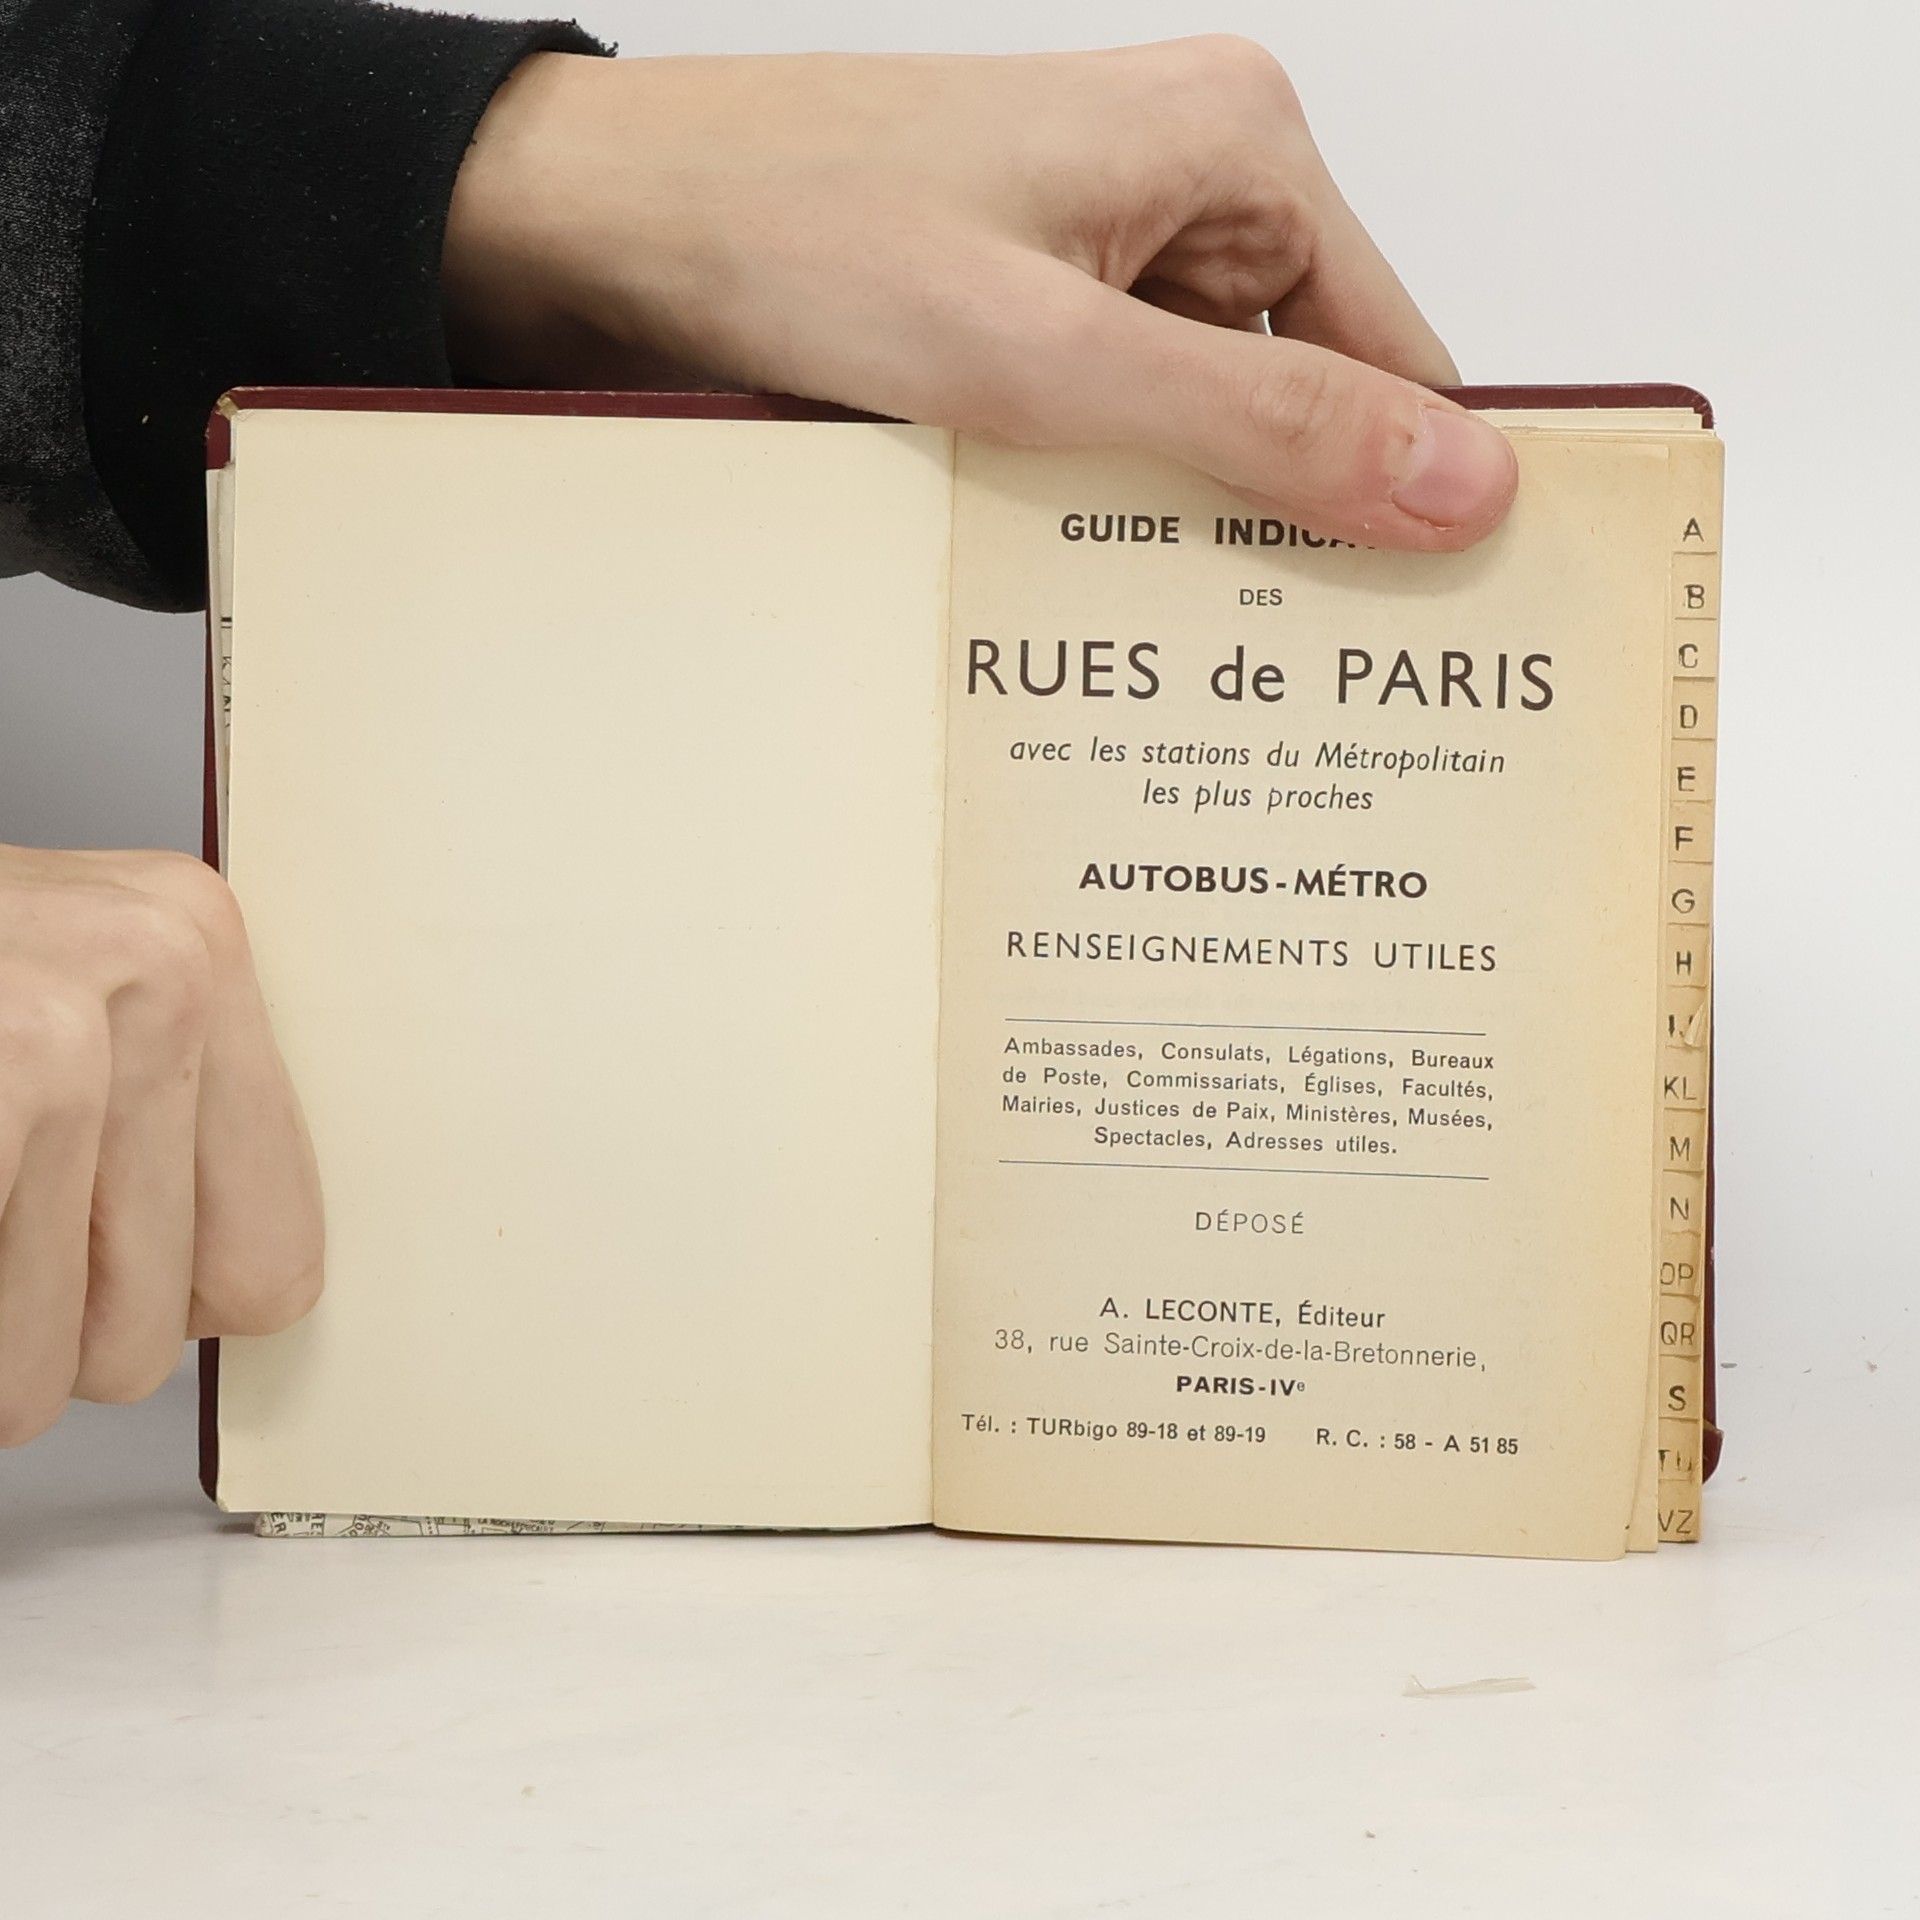 GUIDE
DES
RUES de PARIS
avec les stations du Métropolitain
les plus proches
AUTOBUS-MÉTRO
RENSEIGNEMENTS UTILES
Ambassades, Consulats, Légations, Bureaux
de Poste, Commissariats, Églises, Facultés,
Mairies, Justices de Paix, Ministères, Musées,
Spectacles, Adresses utiles.
DÉPOSÉ
A. LECONTE, Éditeur
38, rue Sainte-Croix-de-la-Bretonnerie,
PARIS-IVe
Tél. : TURbigo 89-18 et 89-19 R. C. : 58 - A 51 85
A
B
C
D
E
F
G
H
IJ
KL
M
N
OP
QR
S
TU
VZ